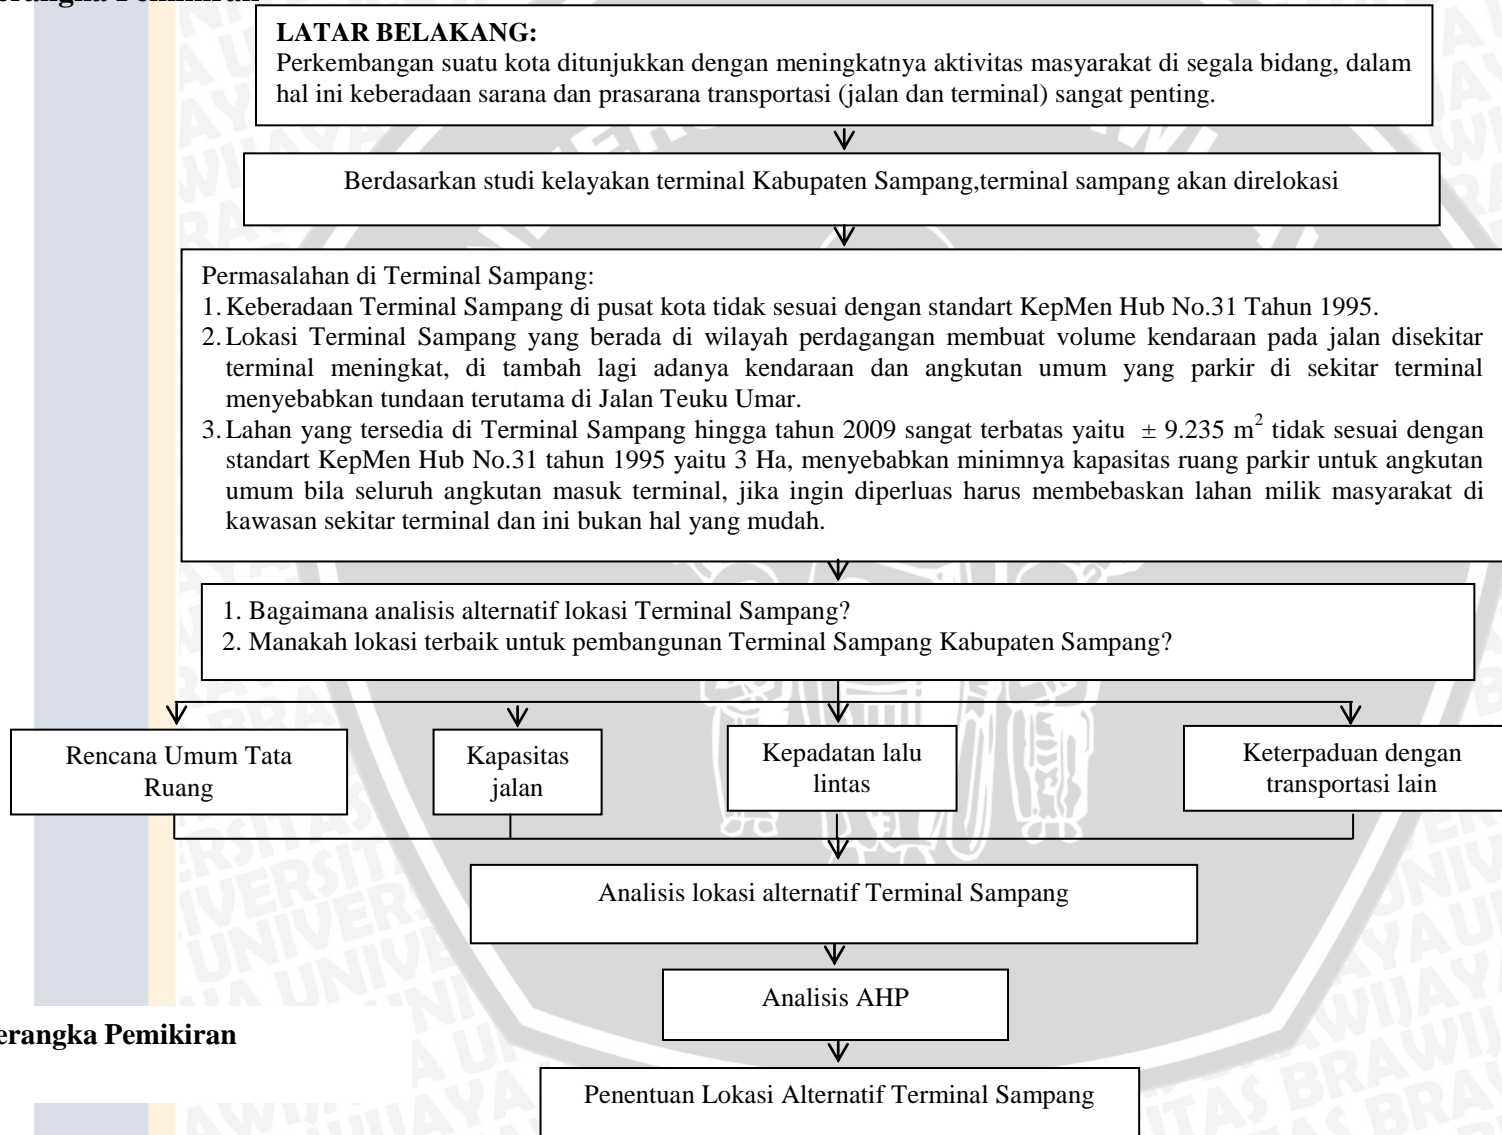 erangka Pemikiran
LATAR BELAKANG:
Perkembangan suatu kota ditunjukkan dengan meningkatnya aktivitas masyarakat di segala bidang, dalam
hal ini keberadaan sarana dan prasarana transportasi (jalan dan terminal) sangat penting.
Berdasarkan studi kelayakan terminal Kabupaten Sampang,terminal sampang akan direlokasi
Permasalahan di Terminal Sampang:
1. Keberadaan Terminal Sampang di pusat kota tidak sesuai dengan standart KepMen Hub No.31 Tahun 1995.
2. Lokasi Terminal Sampang yang berada di wilayah perdagangan membuat volume kendaraan pada jalan disekitar
terminal meningkat, di tambah lagi adanya kendaraan dan angkutan umum yang parkir di sekitar terminal
menyebabkan tundaan terutama di Jalan Teuku Umar.
3. Lahan yang tersedia di Terminal Sampang hingga tahun 2009 sangat terbatas yaitu ± 9.235 m² tidak sesuai dengan
standart KepMen Hub No.31 tahun 1995 yaitu 3 Ha, menyebabkan minimnya kapasitas ruang parkir untuk angkutan
umum bila seluruh angkutan masuk terminal, jika ingin diperluas harus membebaskan lahan milik masyarakat di
kawasan sekitar terminal dan ini bukan hal yang mudah.
1. Bagaimana analisis alternatif lokasi Terminal Sampang?
2. Manakah lokasi terbaik untuk pembangunan Terminal Sampang Kabupaten Sampang?
Rencana Umum Tata
Ruang
Kapasitas
jalan
Kepadatan lalu
lintas
Keterpaduan dengan
transportasi lain
Analisis lokasi alternatif Terminal Sampang
Analisis AHP
erangka Pemikiran
Penentuan Lokasi Alternatif Terminal Sampang